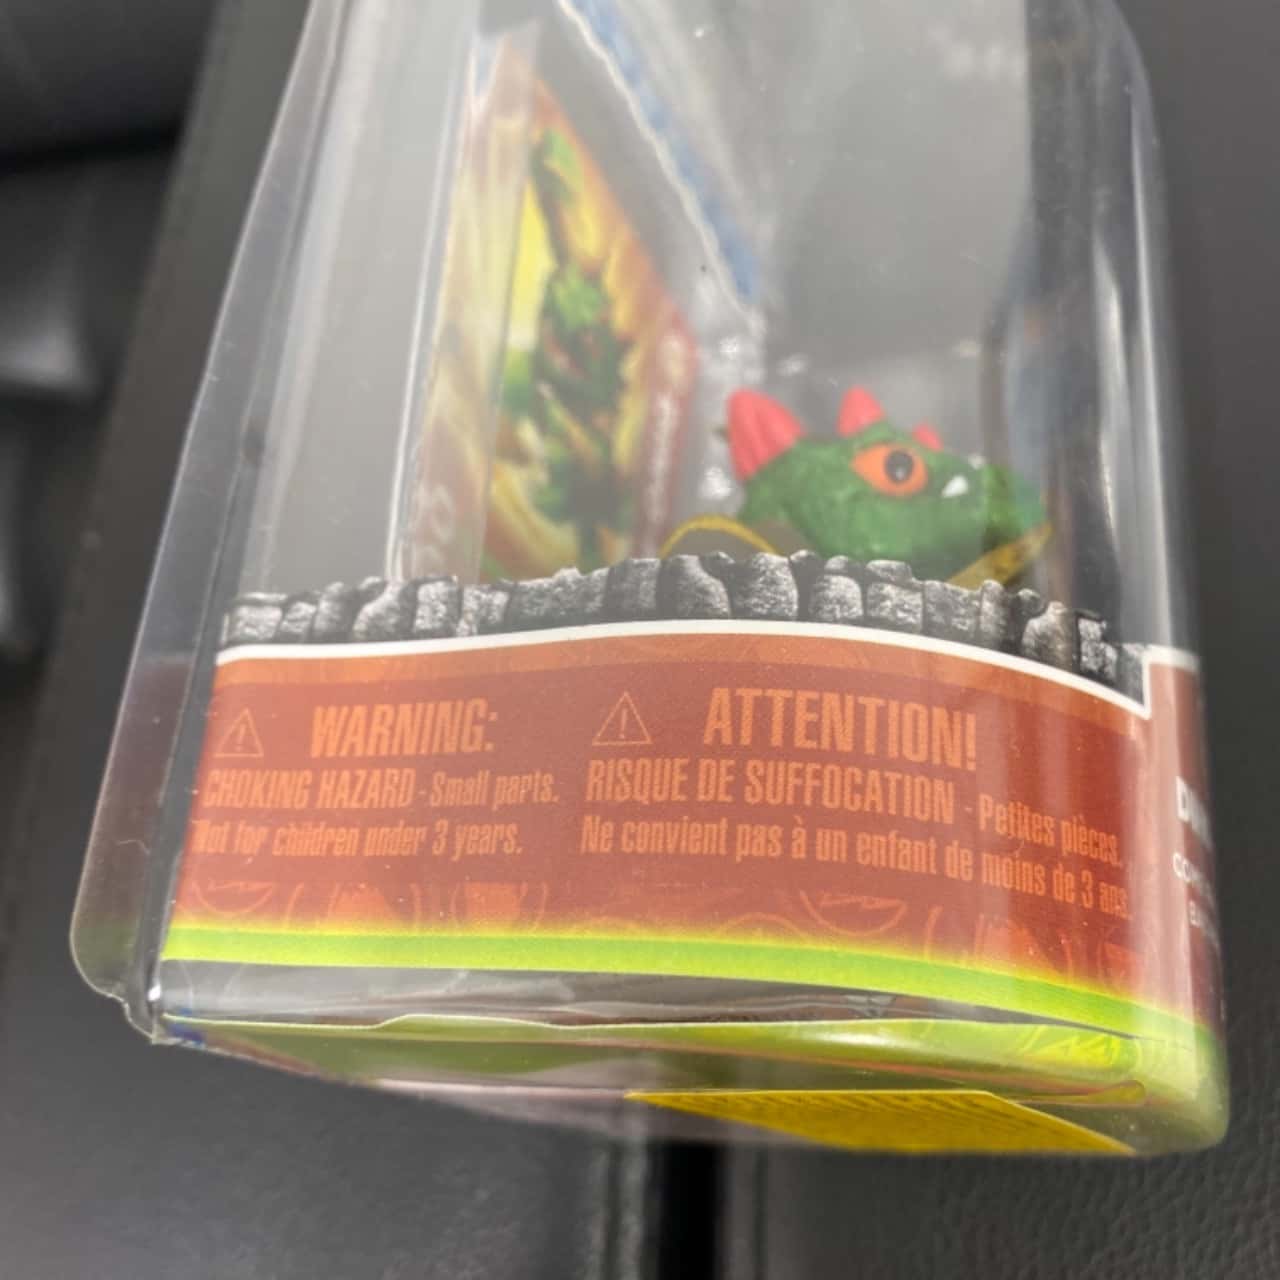 WARNING:
CHOKING HAZARD - Small parts.
Not for children under 3 years.
ATTENTION!
RISQUE DE SUFFOCATION - Petites pièces.
Ne convient pas à un enfant de moins de 3 ans.